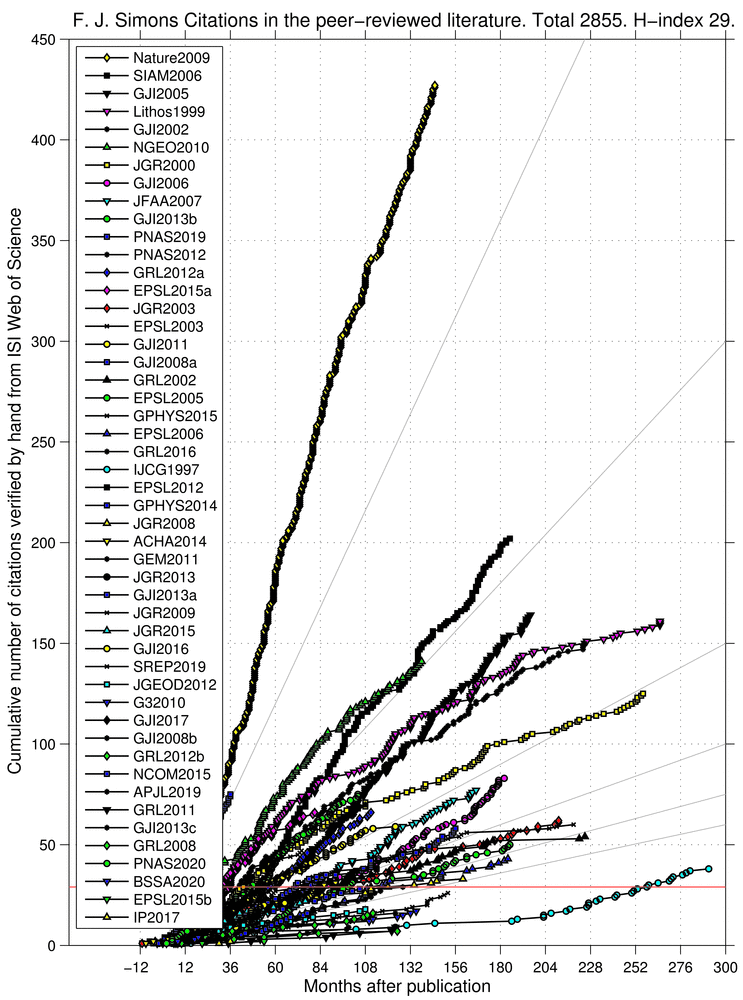 F. J. Simons Citations in the peer−reviewed literature. Total 2855. H−index 29.
450
400
350
300
250
200
150
100
50
0
Cumulative number of citations verified by hand from ISI Web of Science
Nature2009
SIAM2006
GJI2005
Lithos1999
GJI2002
NGEO2010
JGR2000
GJI2006
JFAA2007
GJI2013b
PNAS2019
PNAS2012
GRL2012a
EPSL2015a
JGR2003
EPSL2003
GJI2011
GJI2008a
GRL2002
EPSL2005
GPHYS2015
EPSL2006
GRL2016
IJCG1997
EPSL2012
GPHYS2014
JGR2008
ACHA2014
GEM2011
JGR2013
GJI2013a
JGR2009
JGR2015
GJI2016
SREP2019
JGEOD2012
G32010
GJI2017
GJI2008b
GRL2012b
NCOM2015
APJL2019
GRL2011
GJI2013c
GRL2008
PNAS2020
BSSA2020
EPSL2015b
IP2017
−12 12 36 60 84 108 132 156 180 204 228 252 276 300
Months after publication